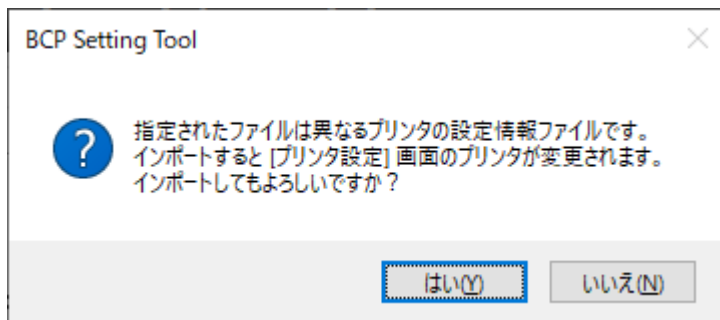 BCP Setting Tool
指定されたファイルは異なるプリンタの設定情報ファイルです。
インポートすると [プリンタ設定] 画面のプリンタが変更されます。
インポートしてもよろしいですか？
はい(Y)
いいえ(N)